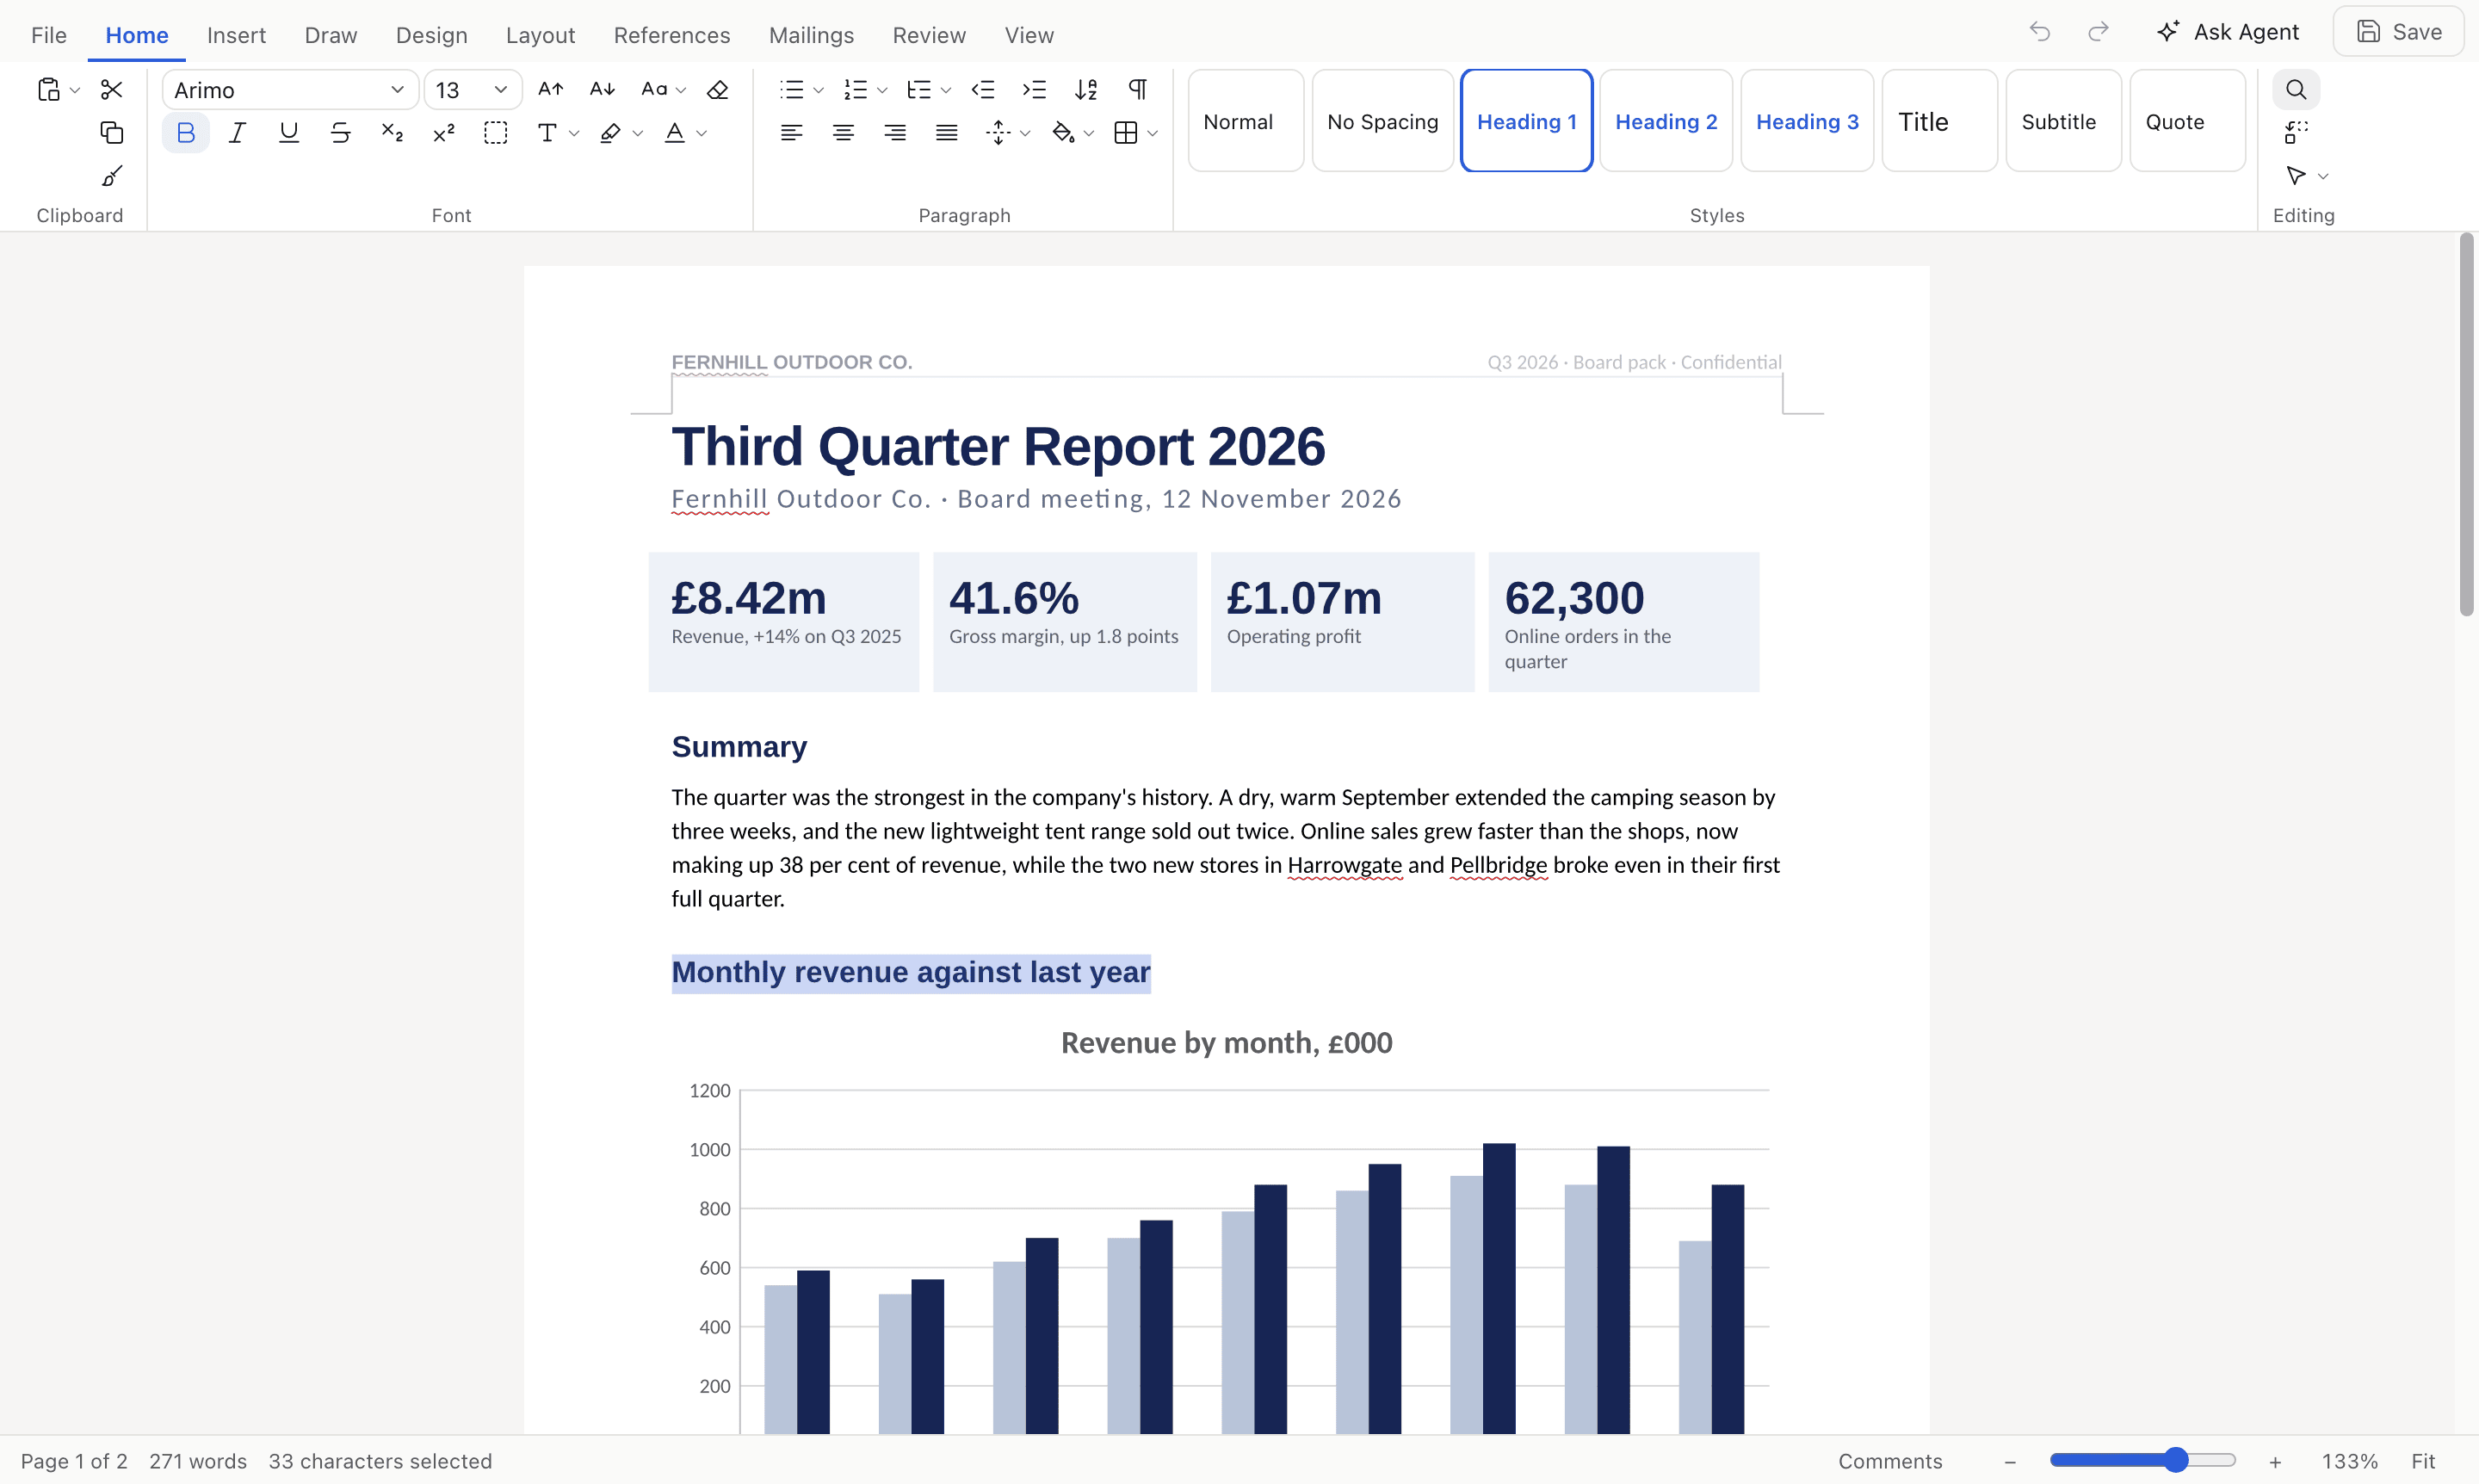 File Home Insert Draw Design Layout References Mailings Review View Ask Agent Save
Arimo 13
Normal No Spacing Heading 1 Heading 2 Heading 3 Title Subtitle Quote
Clipboard Font Paragraph Styles Editing
FERNHILL OUTDOOR CO. Q3 2026 · Board pack · Confidential
Third Quarter Report 2026
Fernhill Outdoor Co. · Board meeting, 12 November 2026
£8.42m 41.6% £1.07m 62,300
Revenue, +14% on Q3 2025 Gross margin, up 1.8 points Operating profit Online orders in the
quarter
Summary
The quarter was the strongest in the company's history. A dry, warm September extended the camping season by
three weeks, and the new lightweight tent range sold out twice. Online sales grew faster than the shops, now
making up 38 per cent of revenue, while the two new stores in Harrowgate and Pellbridge broke even in their first
full quarter.
Monthly revenue against last year
Revenue by month, £000
1200
1000
800
600
400
200
Page 1 of 2 271 words 33 characters selected Comments − + 133% Fit